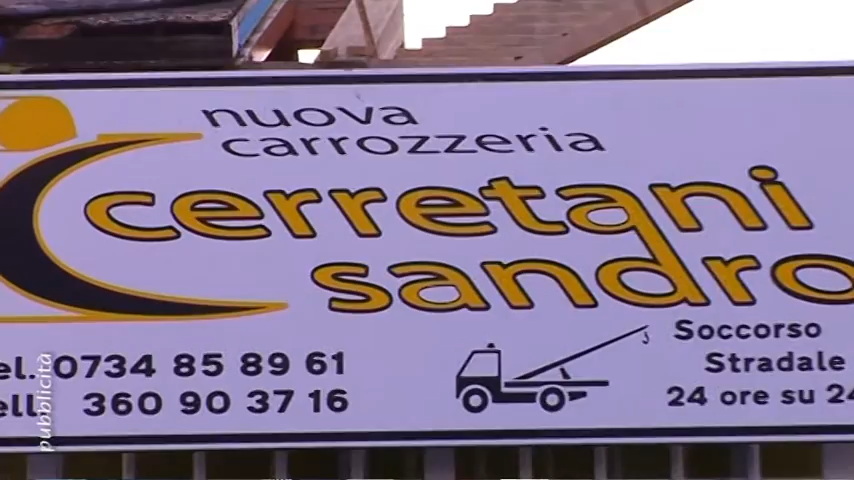 nuova
carrozzeria
cerretani
sandro
Tel. 0734 85 89 61
Cell. 360 90 37 16
Soccorso
Stradale
24 ore su 24
pubblicità